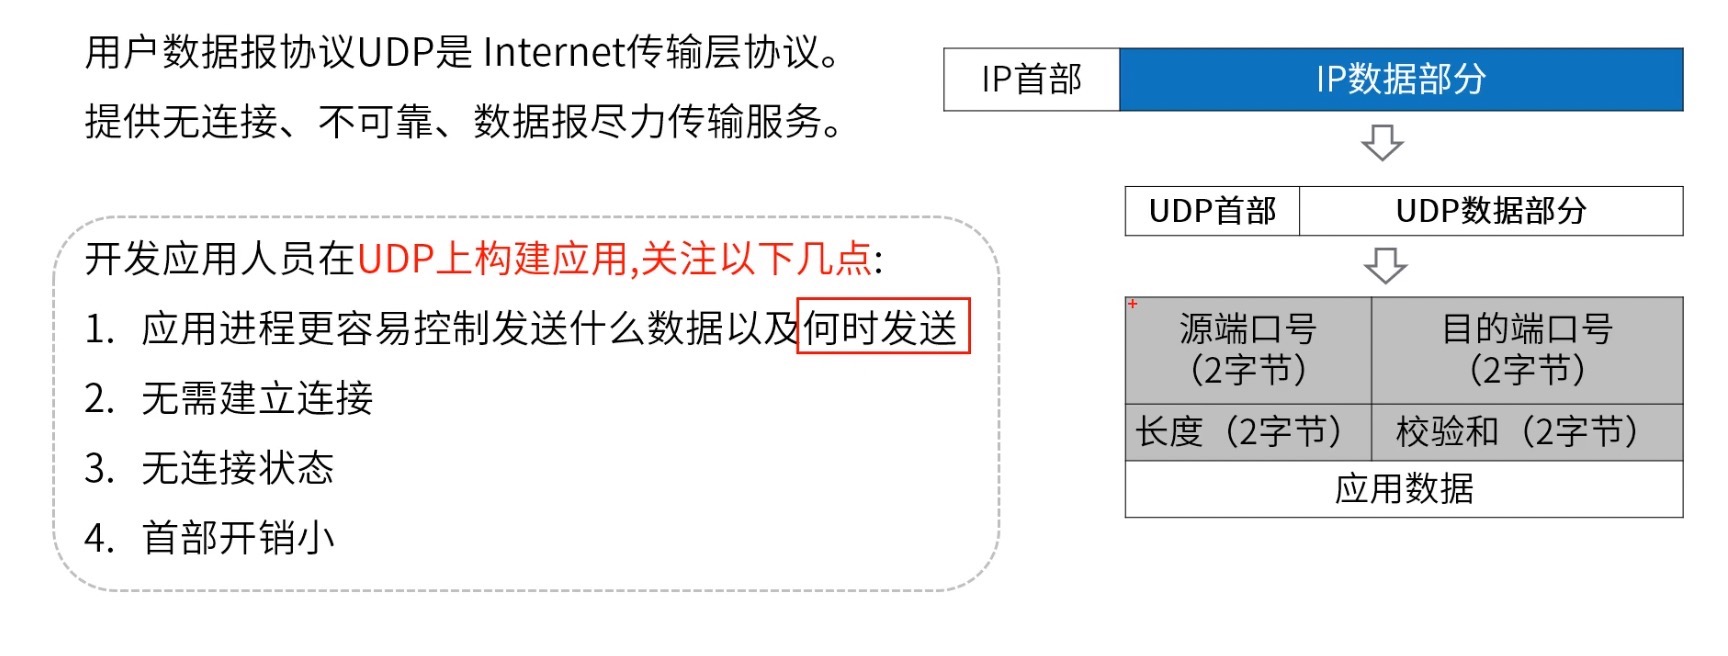 用户数据报协议UDP是 Internet传输层协议。
提供无连接、不可靠、数据报尽力传输服务。
开发应用人员在UDP上构建应用,关注以下几点:
1. 应用进程更容易控制发送什么数据以及何时发送
2. 无需建立连接
3. 无连接状态
4. 首部开销小
IP首部 IP数据部分
UDP首部 UDP数据部分
源端口号 目的端口号
（2字节） （2字节）
长度（2字节） 校验和（2字节）
应用数据